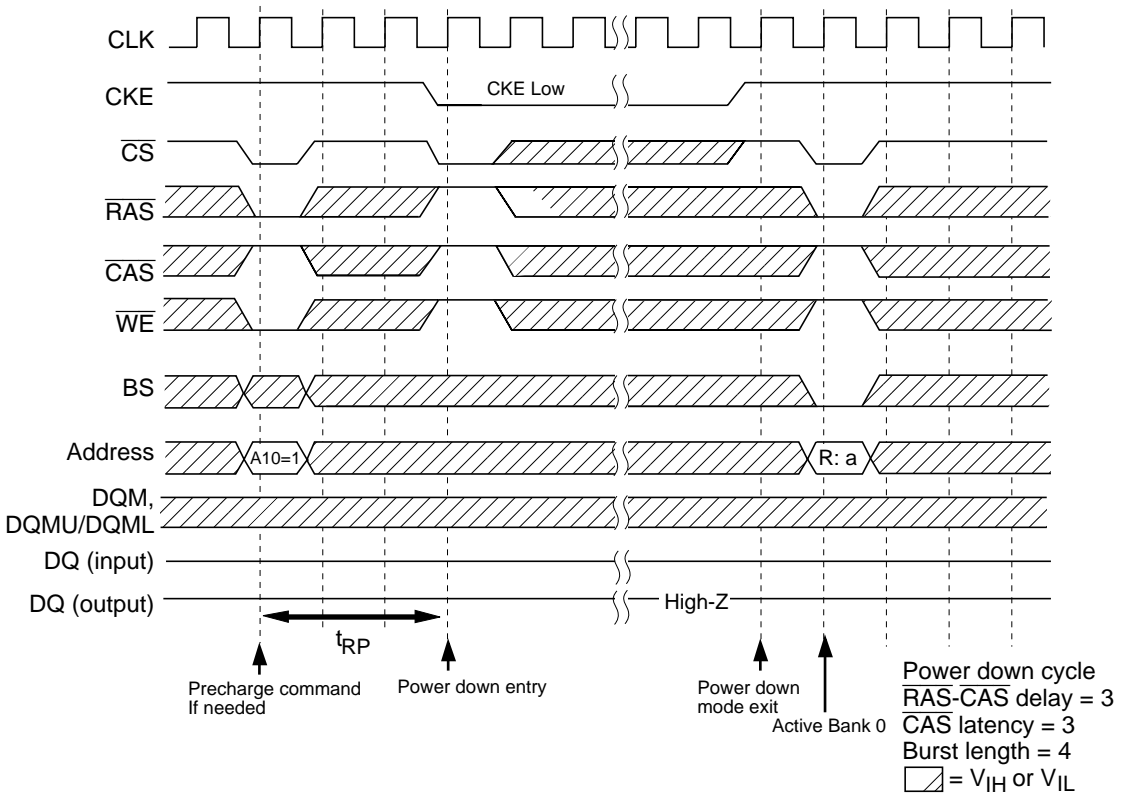 CLK
CKE
CKE Low
CS
RAS
CAS
WE
BS
Address
A10=1
R: a
DQM,
DQMU/DQML
DQ (input)
DQ (output)
High-Z
tRP
Precharge command
If needed
Power down entry
Power down
mode exit
Active Bank 0
Power down cycle
RAS-CAS delay = 3
CAS latency = 3
Burst length = 4
= VIH or VIL